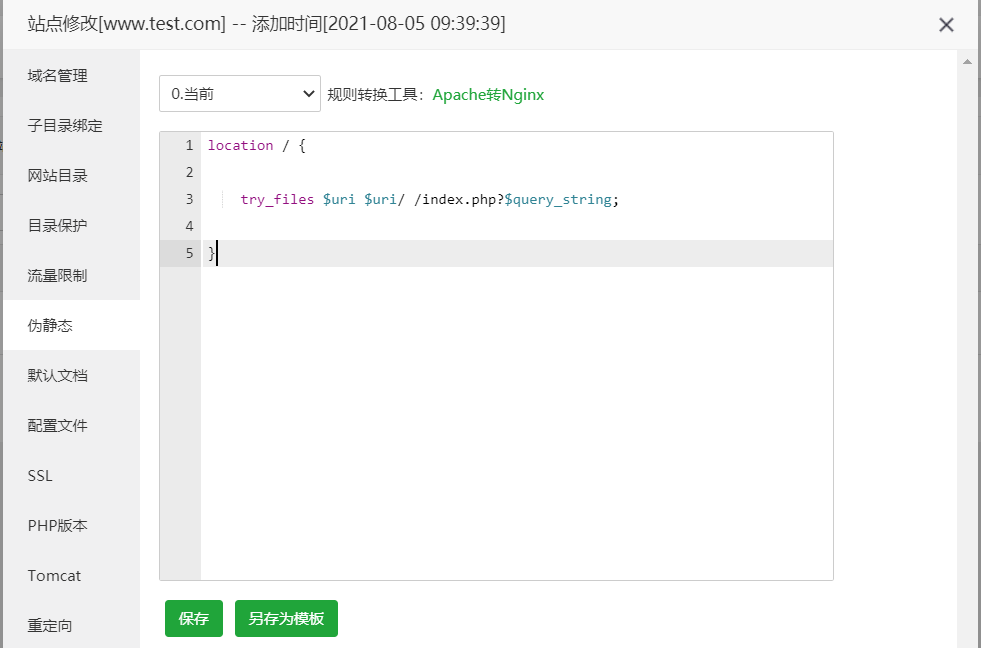 站点修改[www.test.com] -- 添加时间[2021-08-05 09:39:39]
域名管理
子目录绑定
网站目录
目录保护
流量限制
伪静态
默认文档
配置文件
SSL
PHP版本
Tomcat
重定向
0.当前 规则转换工具：Apache转Nginx
1 location / {
2
3 try_files $uri $uri/ /index.php?$query_string;
4
5 }
保存 另存为模板